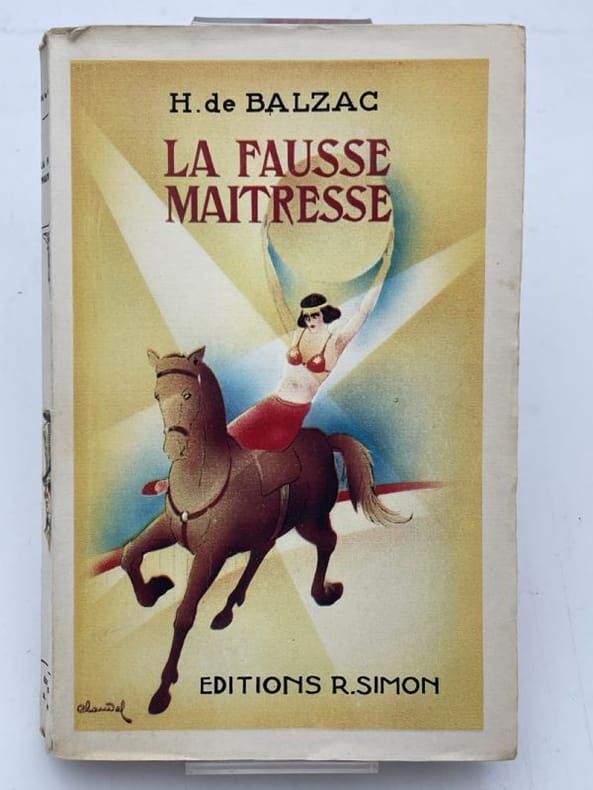 H. de BALZAC
LA FAUSSE
MAITRESSE
EDITIONS R. SIMON